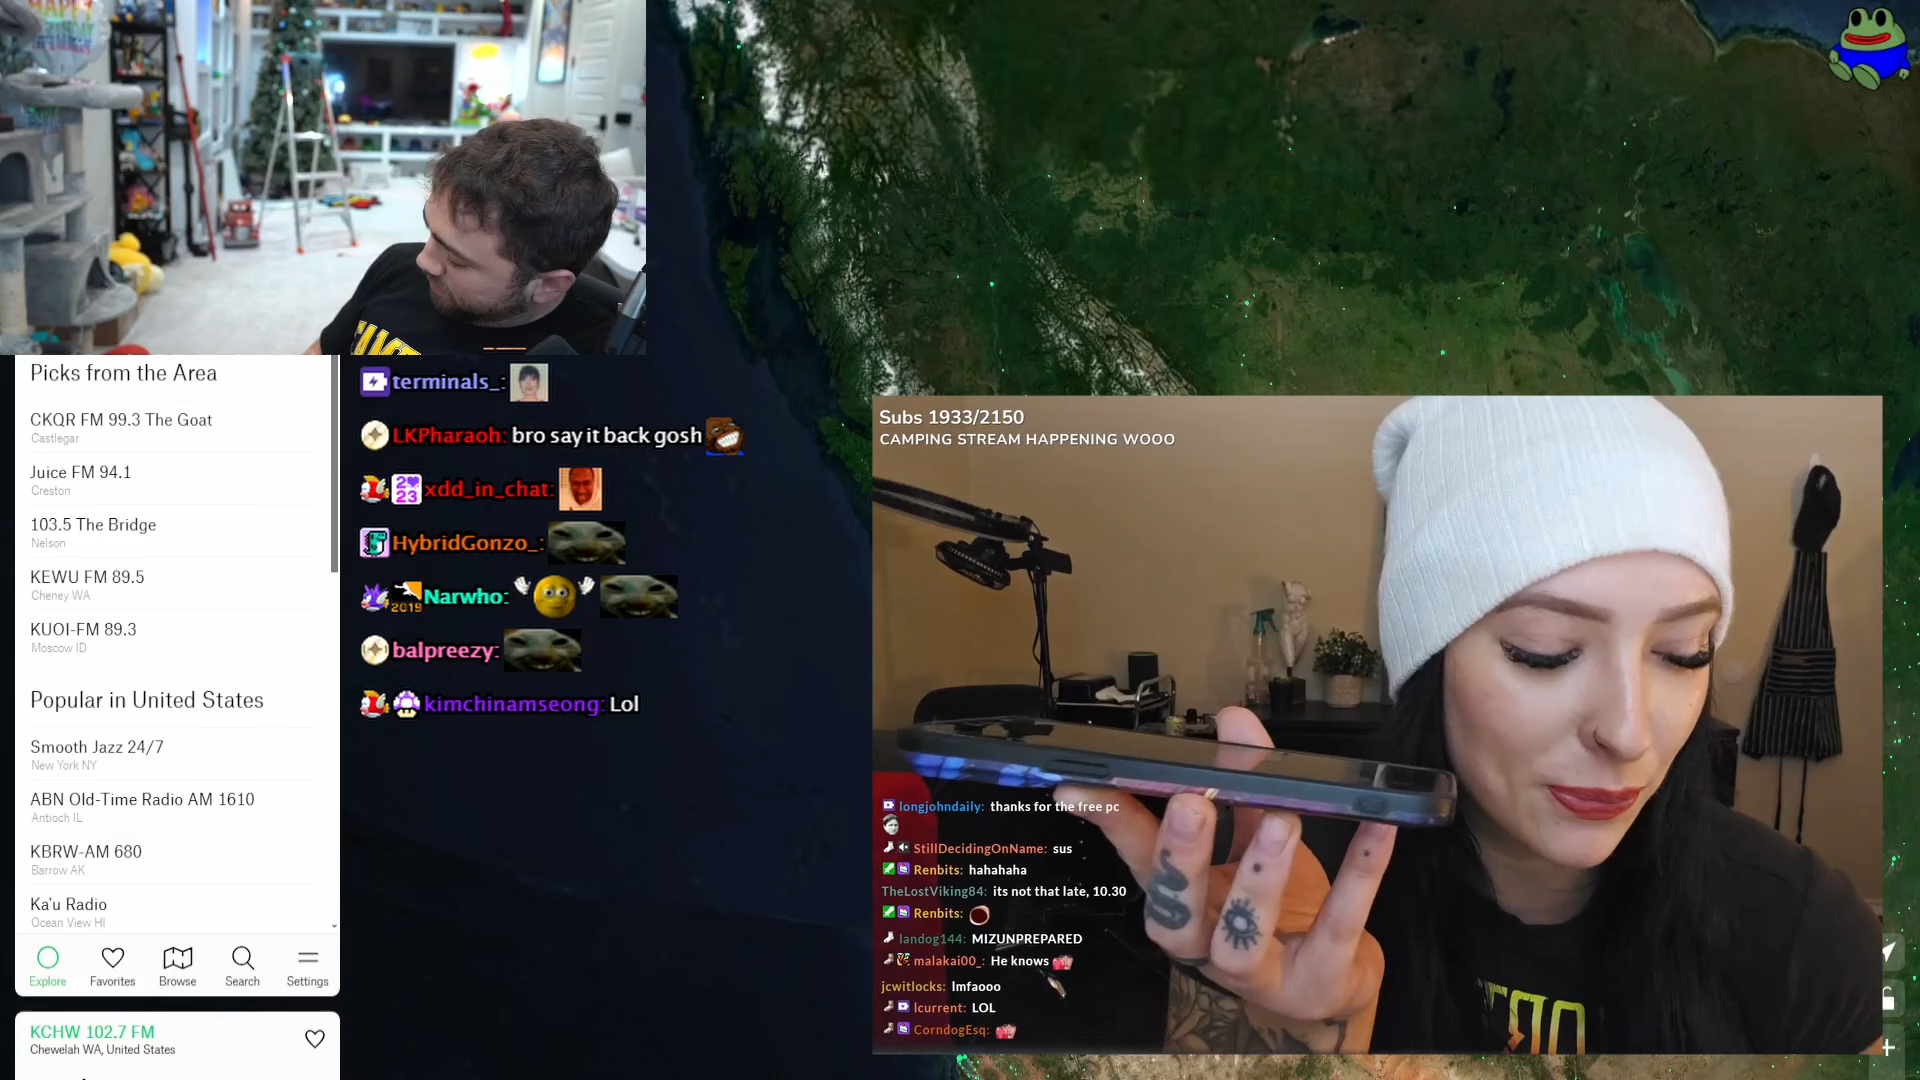 Picks from the Area
CKQR FM 99.3 The Goat
Castlegar
Juice FM 94.1
Creston
103.5 The Bridge
Nelson
KEWU FM 89.5
Cheney WA
KUOI-FM 89.3
Moscow ID
Popular in United States
Smooth Jazz 24/7
New York NY
ABN Old-Time Radio AM 1610
Antioch IL
KBRW-AM 680
Barrow AK
Ka'u Radio
Ocean View HI
Explore
Favorites
Browse
Search
Settings
KCHW 102.7 FM
Chewelah WA, United States
terminals_:
LKPharaoh: bro say it back gosh
xdd_in_chat:
HybridGonzo_:
2019 Narwho:
balpreezy:
kimchinamseong: Lol
Subs 1933/2150
CAMPING STREAM HAPPENING WOOO
longjohndaily: thanks for the free pc
StillDecidingOnName: sus
Renbits: hahahaha
TheLostViking84: its not that late, 10.30
Renbits:
landog144: MIZUNPREPARED
malakai00_: He knows
jcwitlocks: lmfaooo
lcurrent: LOL
CorndogEsq: